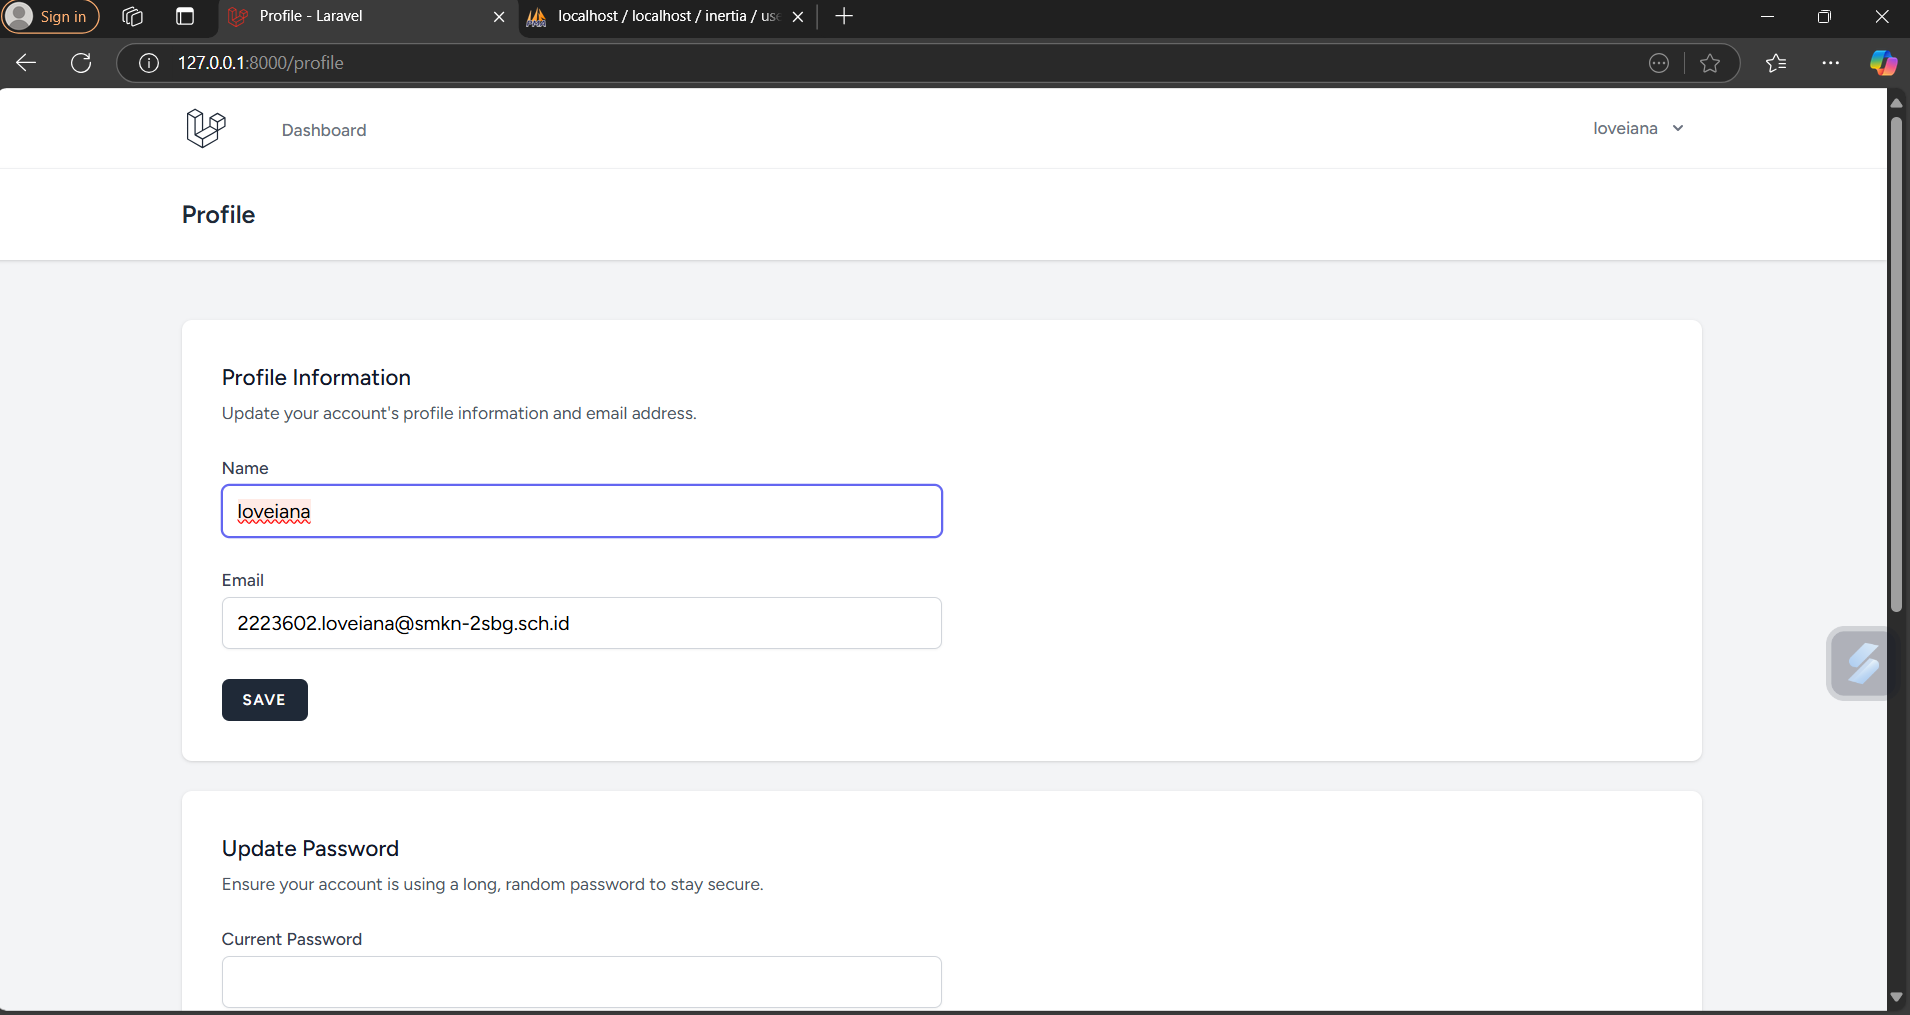 Sign in
Profile - Laravel
localhost / localhost / inertia / us
127.0.0.1:8000/profile
Dashboard
loveiana
Profile
Profile Information
Update your account's profile information and email address.
Name
loveiana
Email
2223602.loveiana@smkn-2sbg.sch.id
SAVE
Update Password
Ensure your account is using a long, random password to stay secure.
Current Password